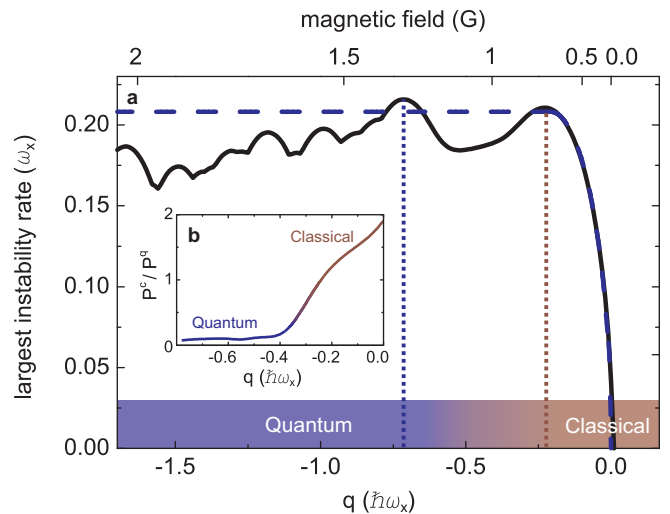 magnetic field (G)
2 1.5 1 0.5 0.0
a
0.20
0.15
0.10
0.05
0.00
largest instability rate (ωx)
b
Classical
Quantum
2
1
0
P^c / P^q
-0.6 -0.4 -0.2 0.0
q (ℏωx)
Quantum Classical
-1.5 -1.0 -0.5 0.0
q (ℏωx)